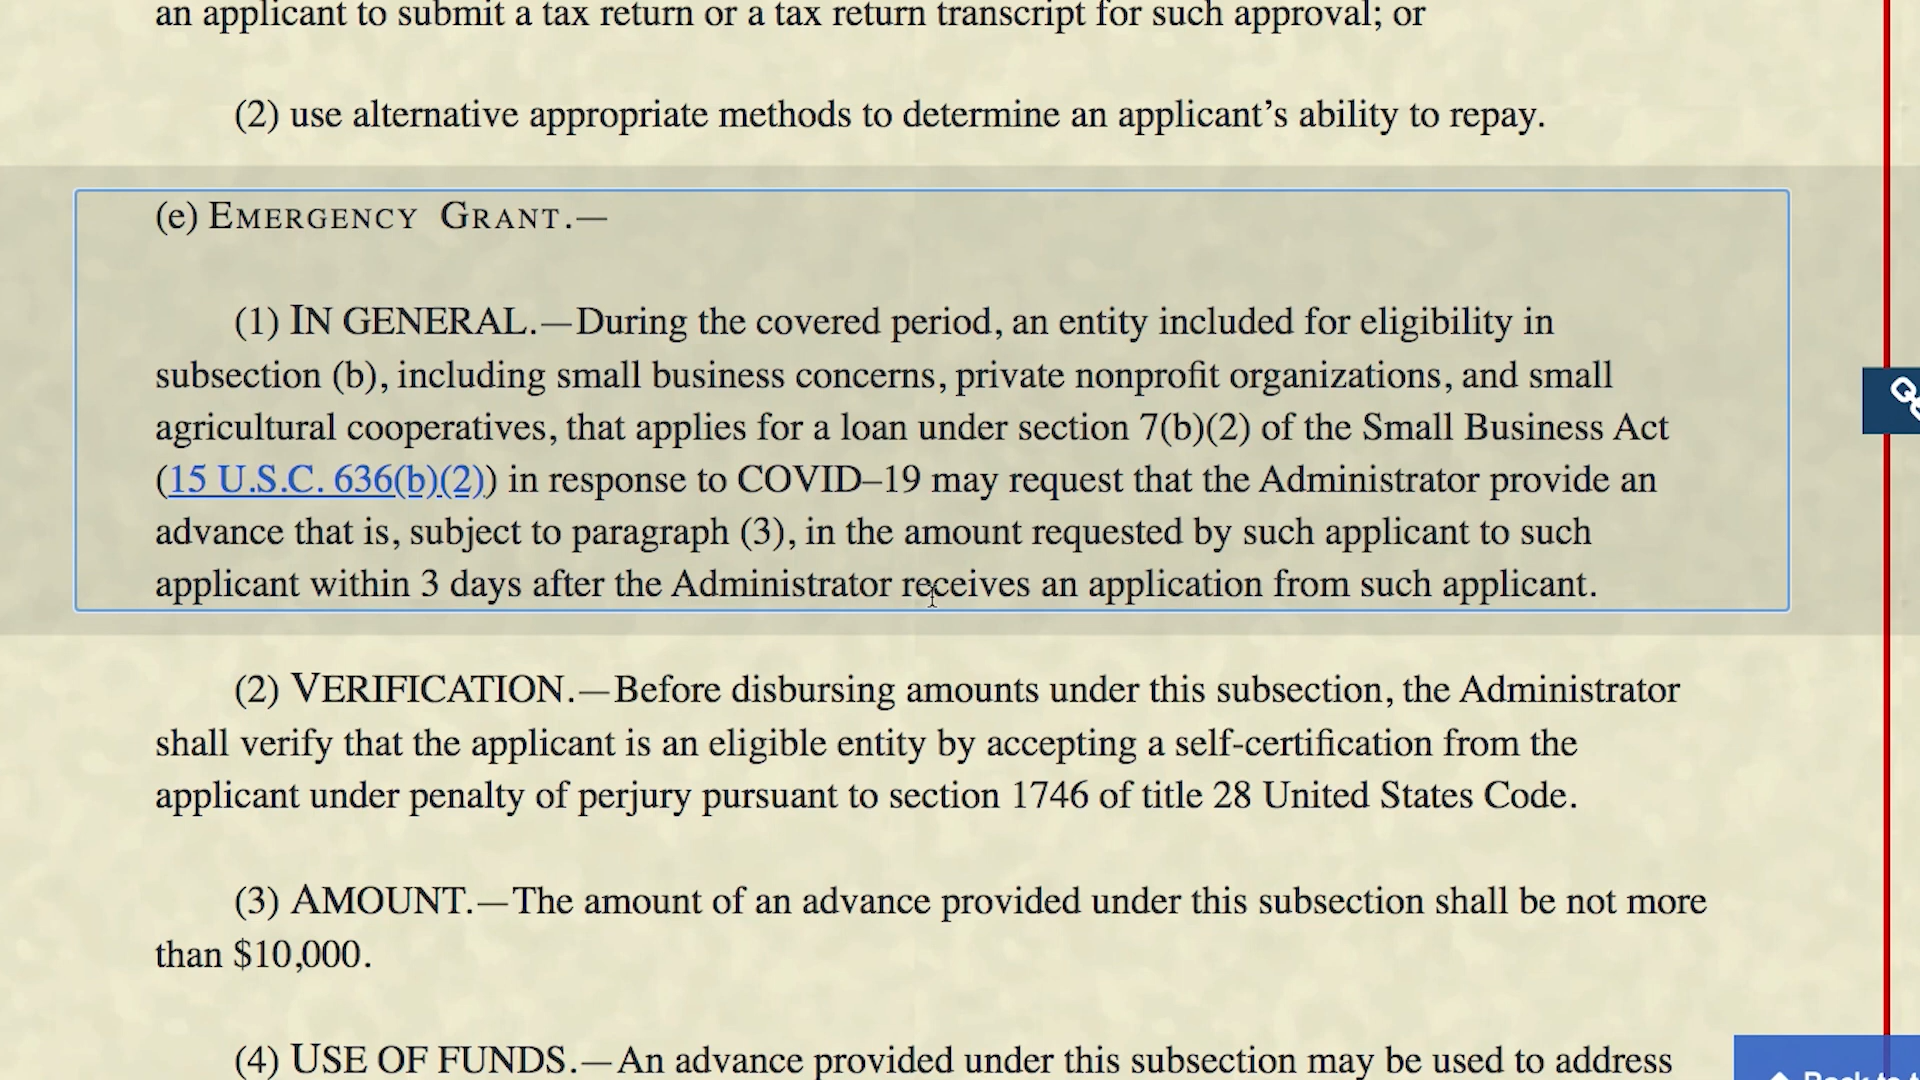 an applicant to submit a tax return or a tax return transcript for such approval; or
(2) use alternative appropriate methods to determine an applicant’s ability to repay.
(e) EMERGENCY GRANT.—
(1) IN GENERAL.—During the covered period, an entity included for eligibility in
subsection (b), including small business concerns, private nonprofit organizations, and small
agricultural cooperatives, that applies for a loan under section 7(b)(2) of the Small Business Act
(15 U.S.C. 636(b)(2)) in response to COVID–19 may request that the Administrator provide an
advance that is, subject to paragraph (3), in the amount requested by such applicant to such
applicant within 3 days after the Administrator receives an application from such applicant.
(2) VERIFICATION.—Before disbursing amounts under this subsection, the Administrator
shall verify that the applicant is an eligible entity by accepting a self-certification from the
applicant under penalty of perjury pursuant to section 1746 of title 28 United States Code.
(3) AMOUNT.—The amount of an advance provided under this subsection shall be not more
than $10,000.
(4) USE OF FUNDS.—An advance provided under this subsection may be used to address